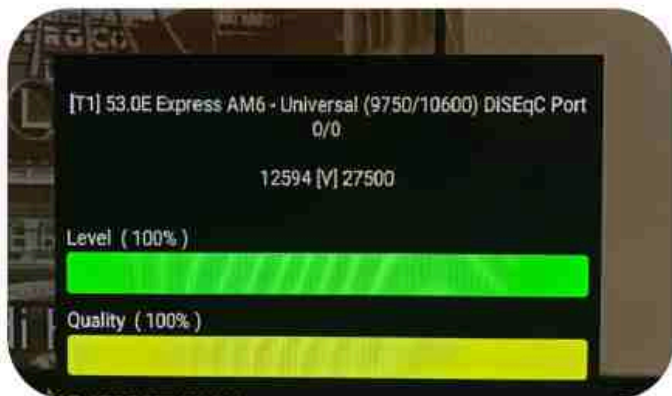 [T1] 53.0E Express AM6 - Universal (9750/10600) DiSEqC Port
0/0
12594 [V] 27500
Level ( 100% )
Quality ( 100% )